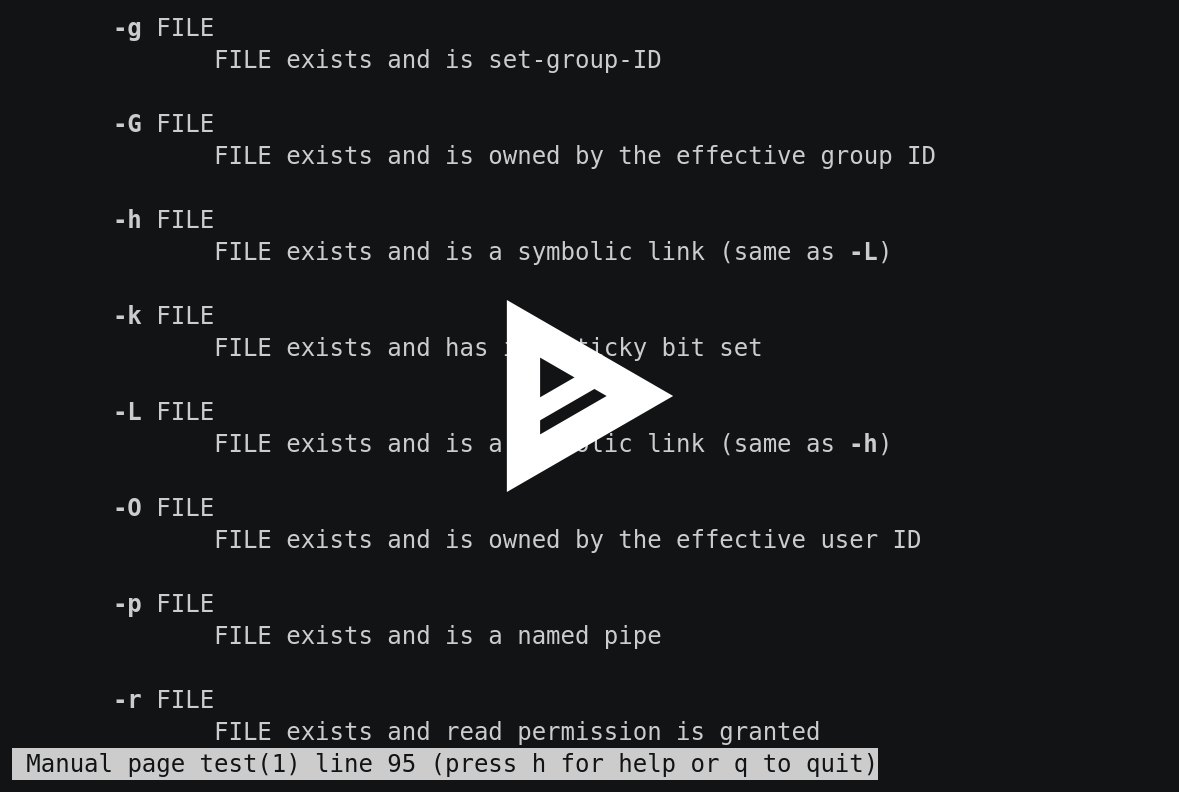 -g FILE
FILE exists and is set-group-ID
-G FILE
FILE exists and is owned by the effective group ID
-h FILE
FILE exists and is a symbolic link (same as -L)
-k FILE
FILE exists and has ticky bit set
-L FILE
FILE exists and is a link (same as -h)
-O FILE
FILE exists and is owned by the effective user ID
-p FILE
FILE exists and is a named pipe
-r FILE
FILE exists and read permission is granted
Manual page test(1) line 95 (press h for help or q to quit)